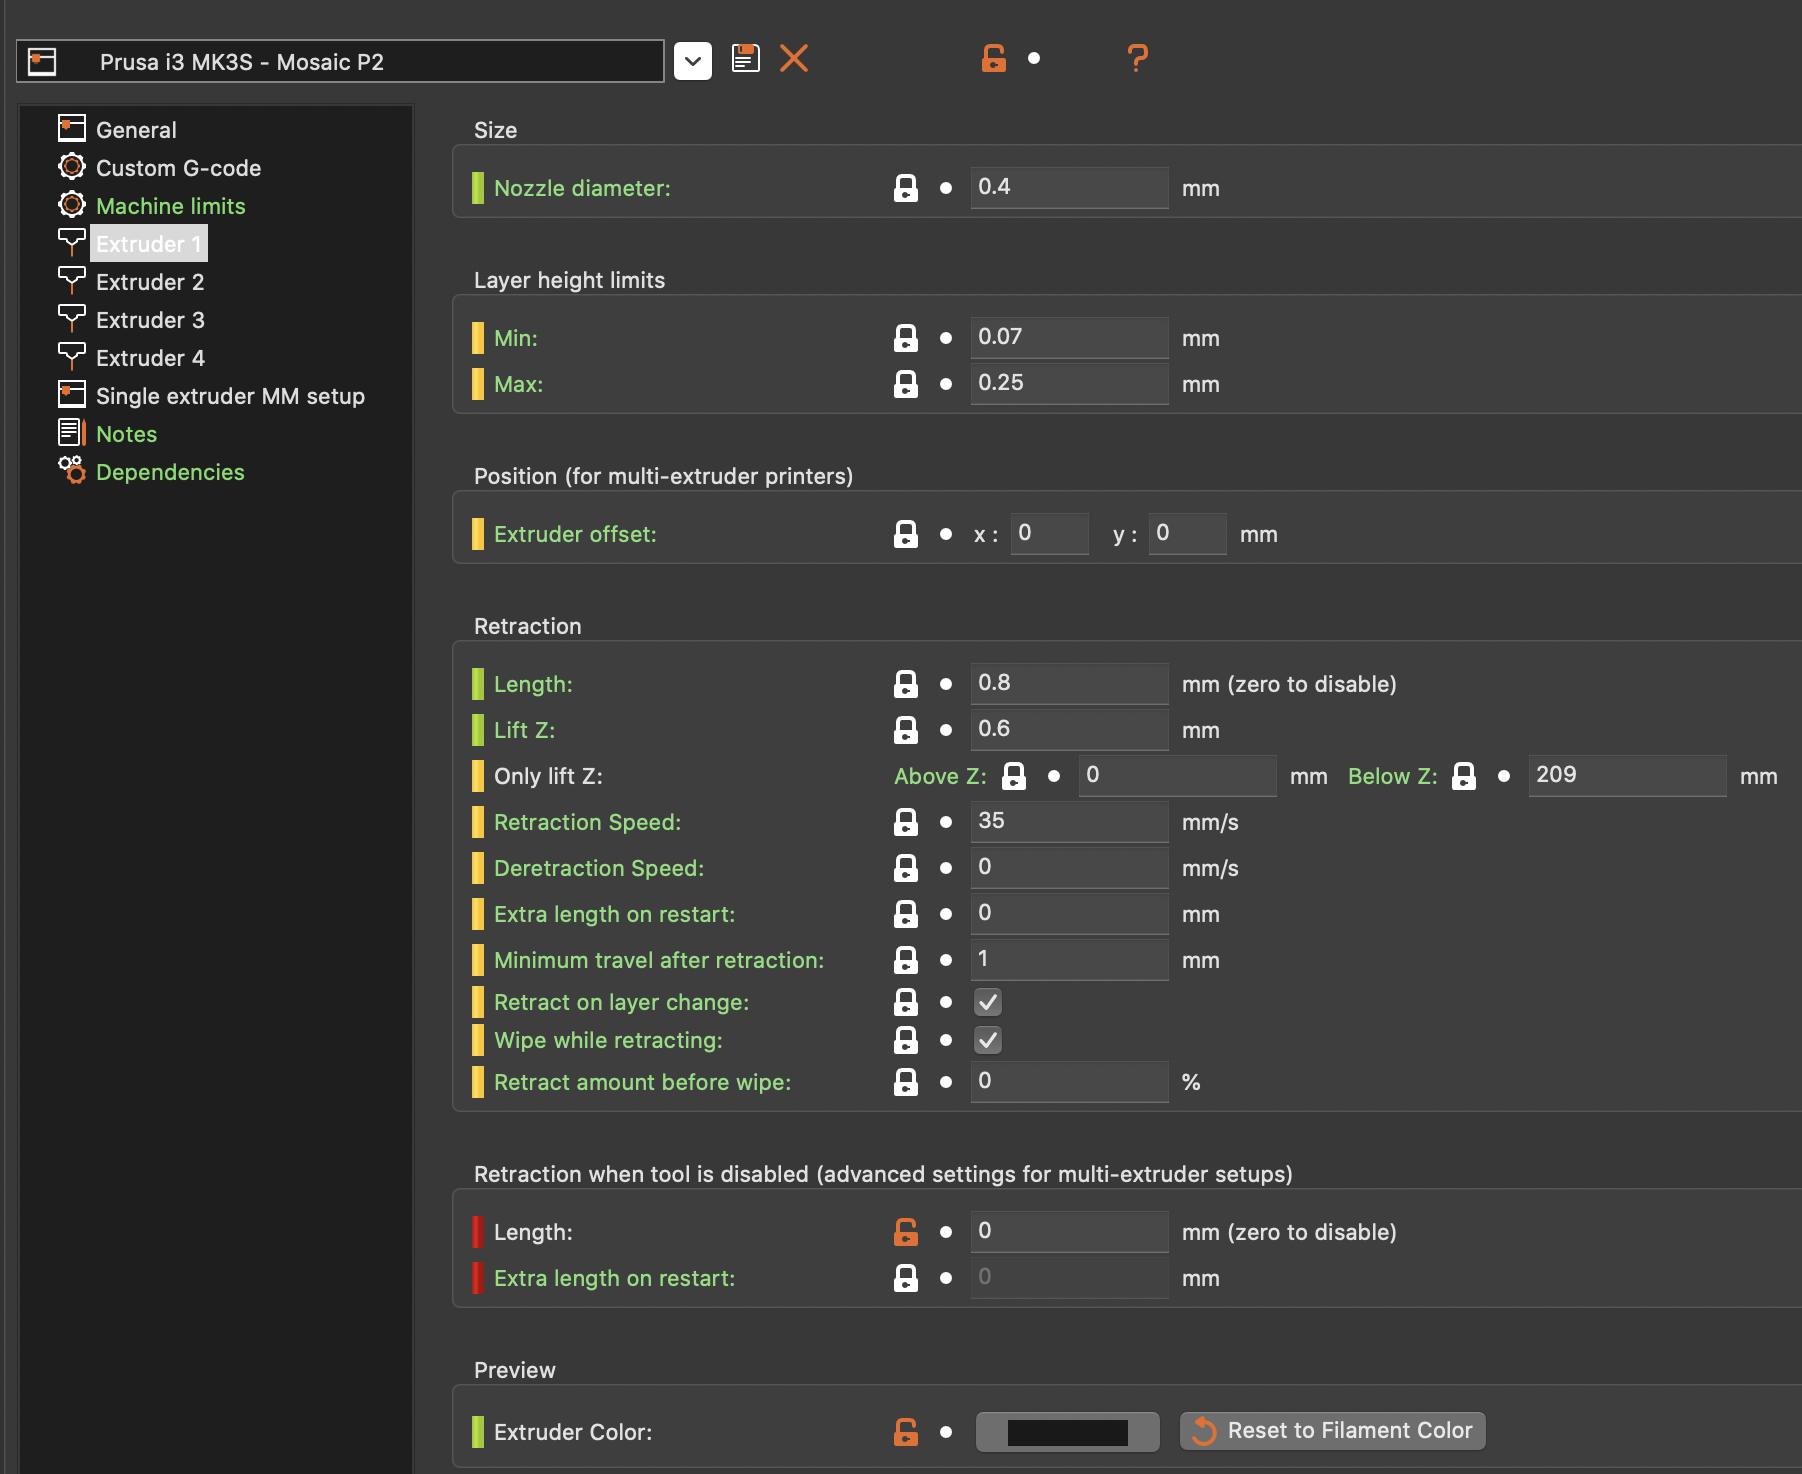 Prusa i3 MK3S - Mosaic P2
?
General
Custom G-code
Machine limits
Extruder 1
Extruder 2
Extruder 3
Extruder 4
Single extruder MM setup
Notes
Dependencies
Size
Nozzle diameter: 0.4 mm
Layer height limits
Min: 0.07 mm
Max: 0.25 mm
Position (for multi-extruder printers)
Extruder offset: x : 0 y : 0 mm
Retraction
Length: 0.8 mm (zero to disable)
Lift Z: 0.6 mm
Only lift Z: Above Z: 0 mm Below Z: 209 mm
Retraction Speed: 35 mm/s
Deretraction Speed: 0 mm/s
Extra length on restart: 0 mm
Minimum travel after retraction: 1 mm
Retract on layer change:
Wipe while retracting:
Retract amount before wipe: 0 %
Retraction when tool is disabled (advanced settings for multi-extruder setups)
Length: 0 mm (zero to disable)
Extra length on restart: 0 mm
Preview
Extruder Color: Reset to Filament Color